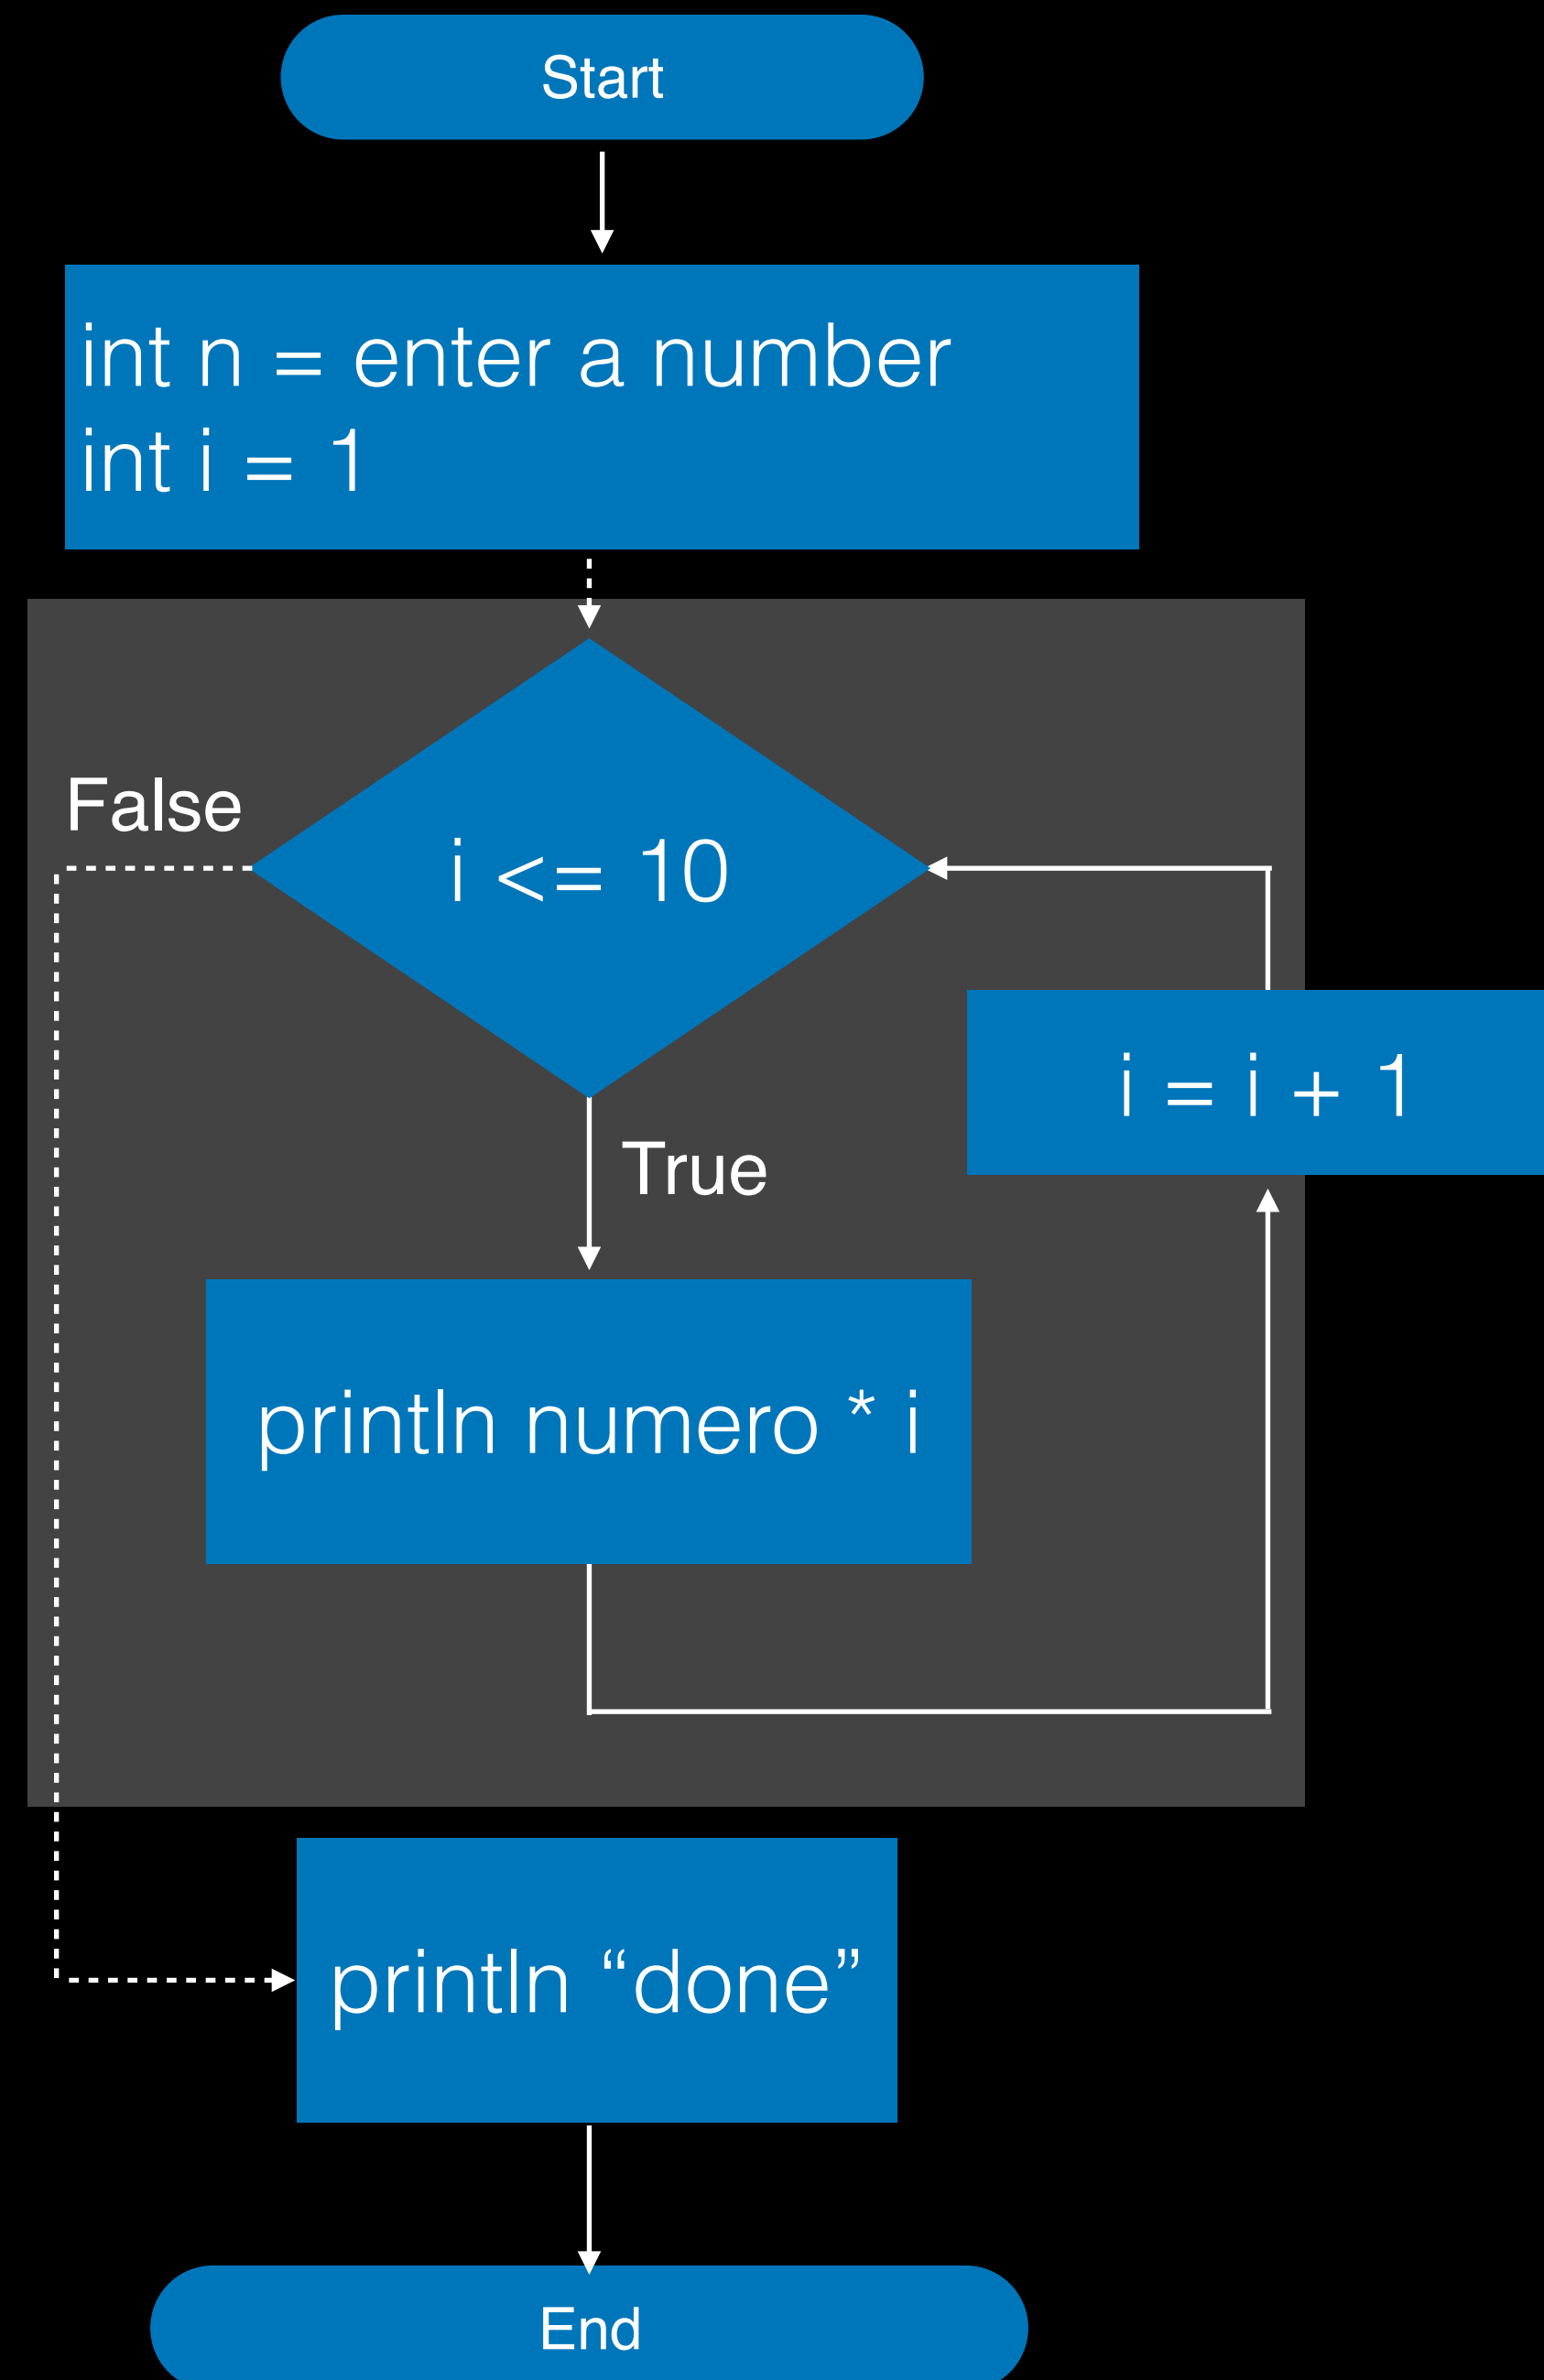 Start
int n = enter a number
int i = 1
False
i <= 10
i = i + 1
True
println numero * i
println “done”
End